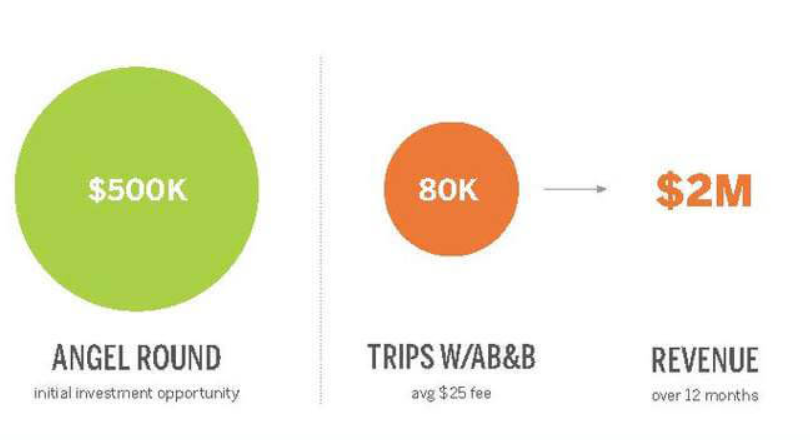 $500K
ANGEL ROUND
initial investment opportunity
80K
TRIPS W/AB&B
avg $25 fee
$2M
REVENUE
over 12 months